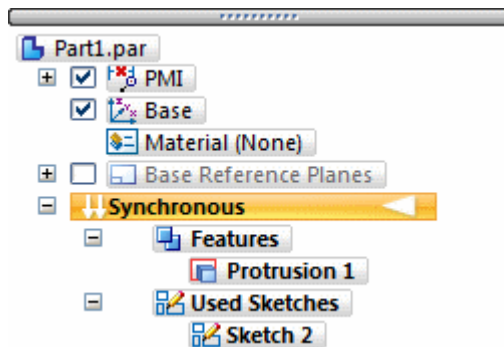 Part1.par
PMI
Base
Material (None)
Base Reference Planes
Synchronous
Features
Protrusion 1
Used Sketches
Sketch 2